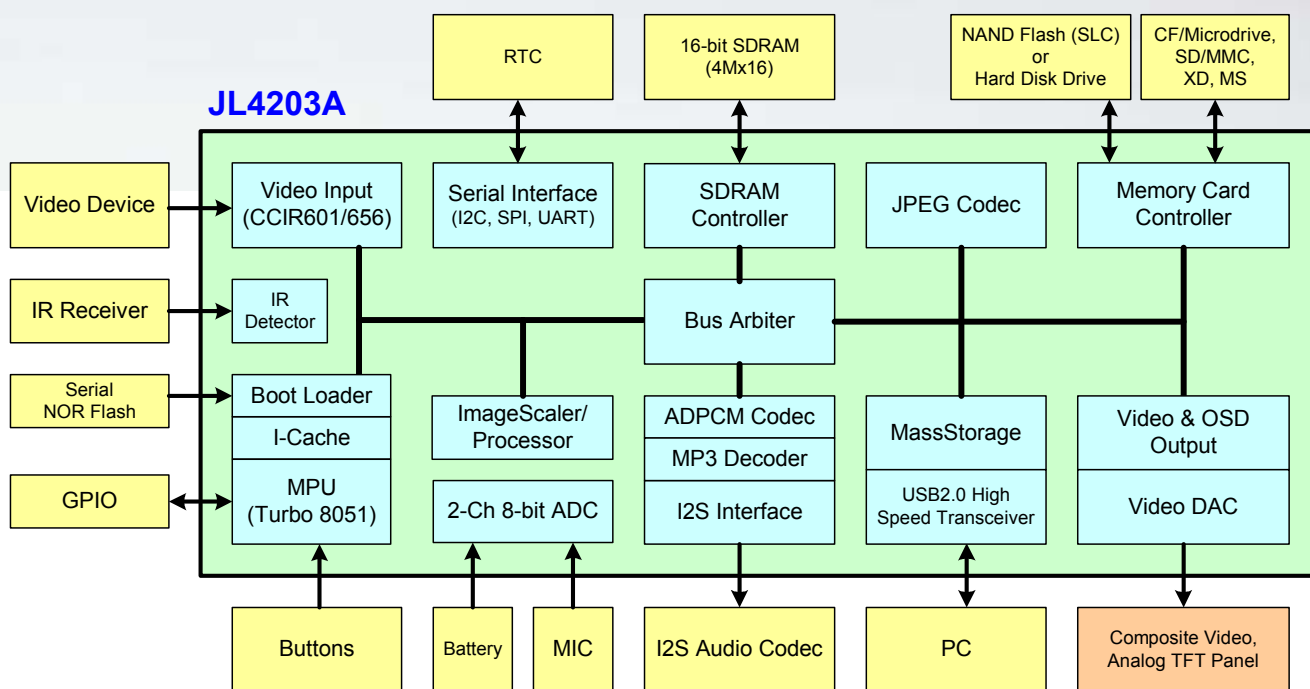 RTC
16-bit SDRAM
(4Mx16)
NAND Flash (SLC)
or
Hard Disk Drive
CF/Microdrive,
SD/MMC,
XD, MS
JL4203A
Video Device
Video Input
(CCIR601/656)
Serial Interface
(I2C, SPI, UART)
SDRAM
Controller
JPEG Codec
Memory Card
Controller
IR Receiver
IR
Detector
Bus Arbiter
Serial
NOR Flash
Boot Loader
I-Cache
MPU
(Turbo 8051)
ImageScaler/
Processor
ADPCM Codec
MP3 Decoder
I2S Interface
MassStorage
USB2.0 High
Speed Transceiver
Video & OSD
Output
Video DAC
GPIO
2-Ch 8-bit ADC
Buttons
Battery
MIC
I2S Audio Codec
PC
Composite Video,
Analog TFT Panel